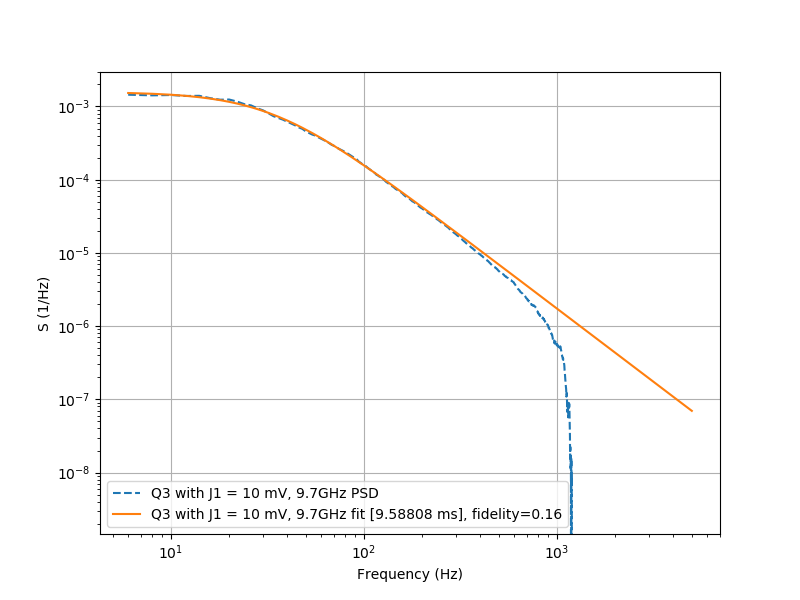 10⁻³
10⁻⁴
10⁻⁵
10⁻⁶
10⁻⁷
10⁻⁸
S (1/Hz)
Q3 with J1 = 10 mV, 9.7GHz PSD
Q3 with J1 = 10 mV, 9.7GHz fit [9.58808 ms], fidelity=0.16
10¹ 10² 10³
Frequency (Hz)